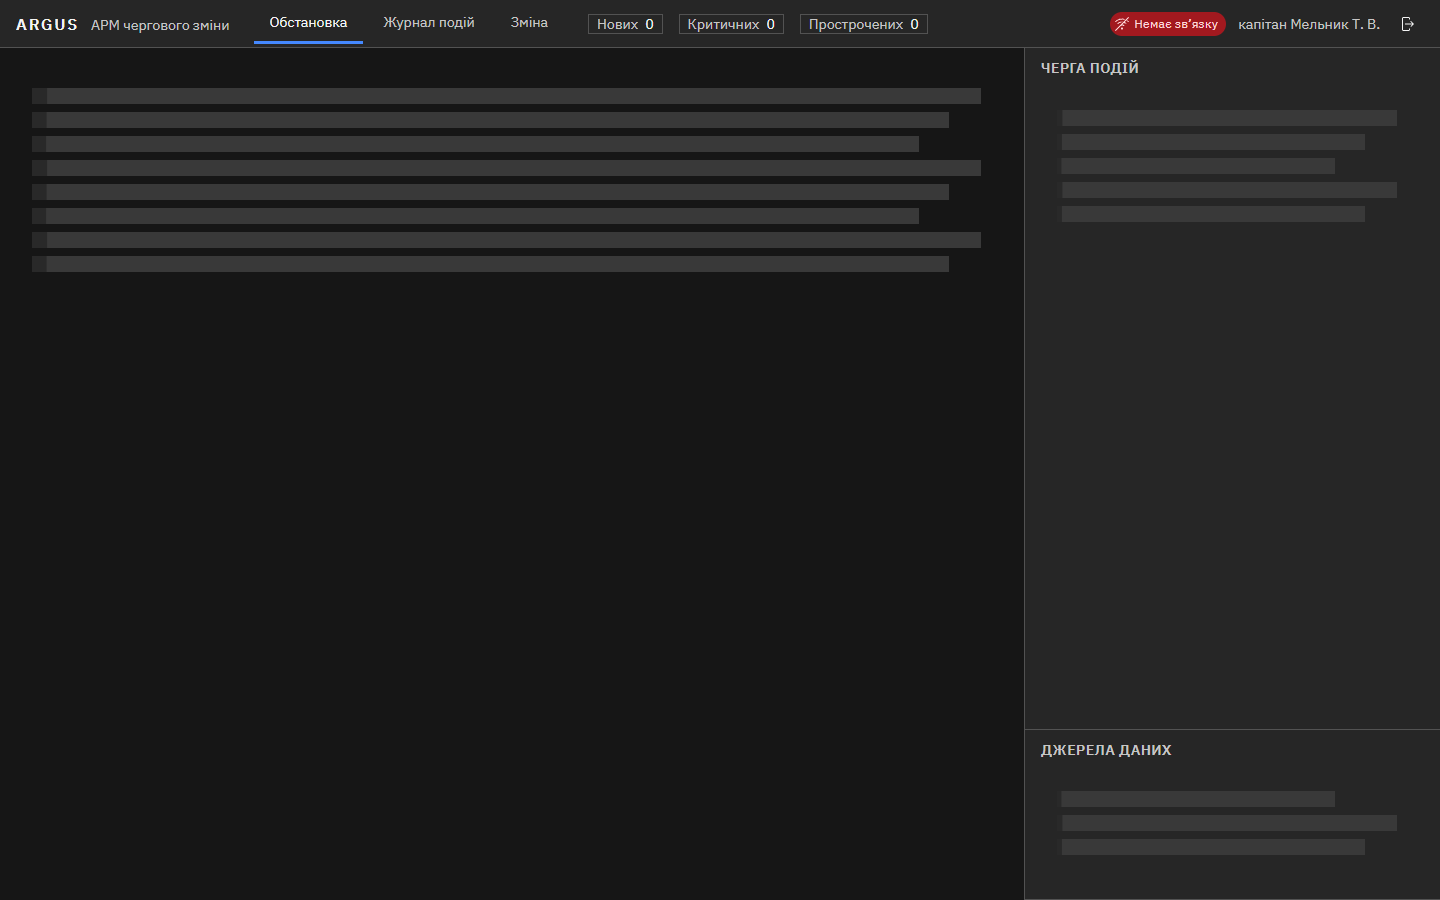 ARGUS АРМ чергового зміни Обстановка Журнал подій Зміна Нових 0 Критичних 0 Прострочених 0 Немає зв’язку капітан Мельник Т. В.
ЧЕРГА ПОДІЙ
ДЖЕРЕЛА ДАНИХ